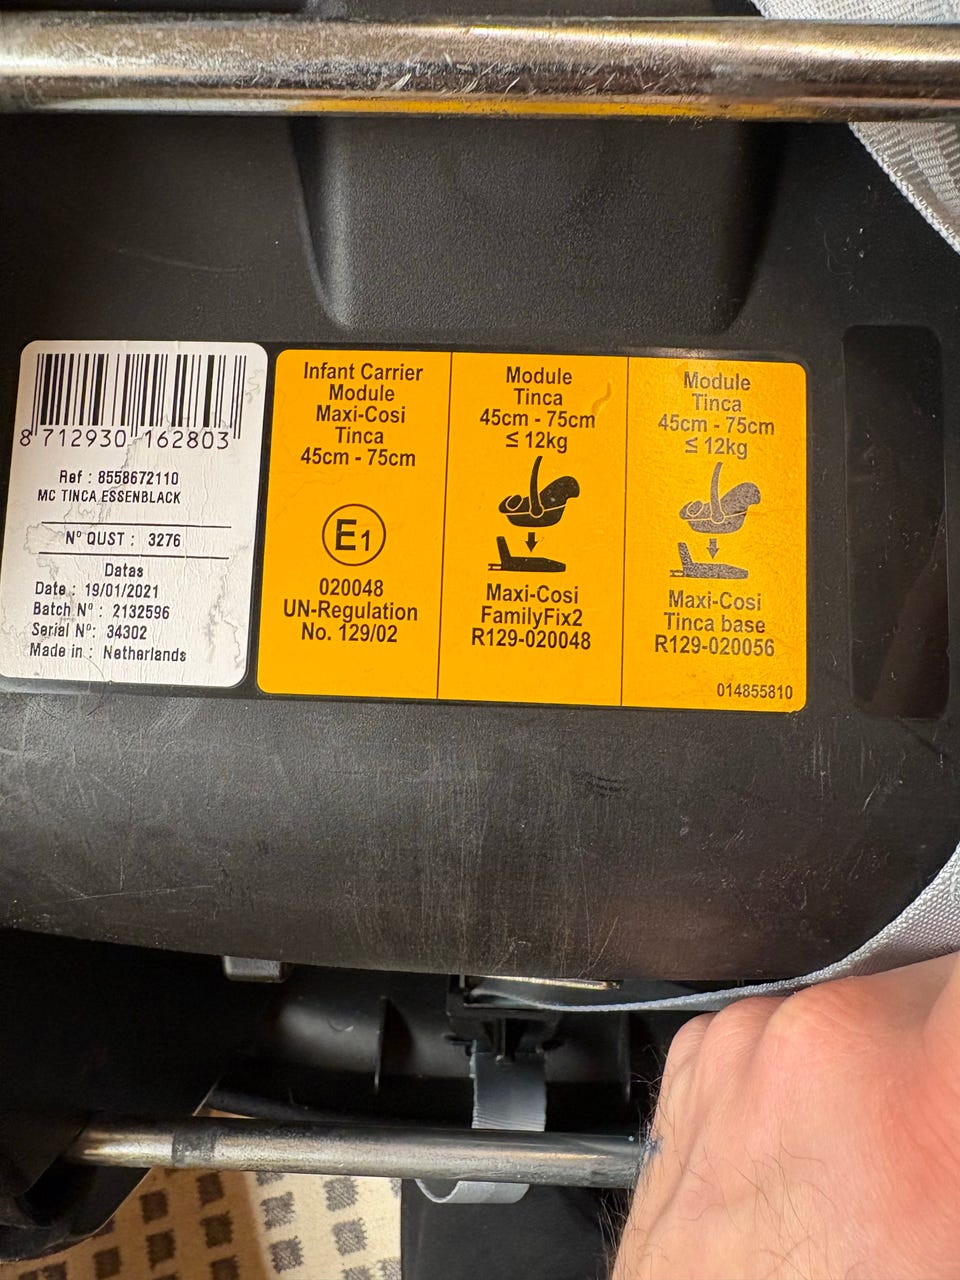 8 712930 162803
Ref : 8558672110
MC TINCA ESSENBLACK
Nº QUST : 3276
Datas
Date : 19/01/2021
Batch Nº : 2132596
Serial Nº : 34302
Made in : Netherlands
Infant Carrier
Module
Maxi-Cosi
Tinca
45cm - 75cm
E1
020048
UN-Regulation
No. 129/02
Module
Tinca
45cm - 75cm
≤ 12kg
Maxi-Cosi
FamilyFix2
R129-020048
Module
Tinca
45cm - 75cm
≤ 12kg
Maxi-Cosi
Tinca base
R129-020056
014855810